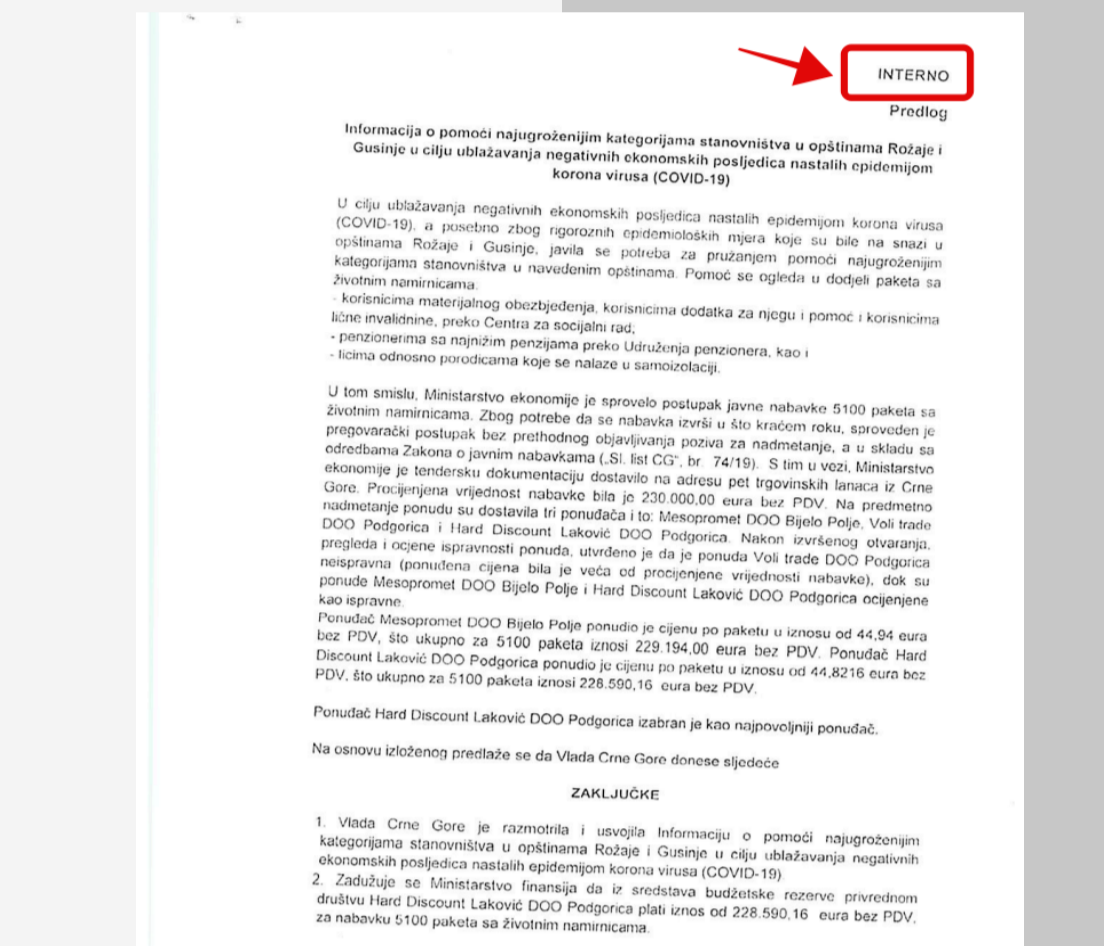 INTERNO
Predlog
Informacija o pomoći najugroženijim kategorijama stanovništva u opštinama Rožaje i
Gusinje u cilju ublažavanja negativnih ekonomskih posljedica nastalih epidemijom
korona virusa (COVID-19)
U cilju ublažavanja negativnih ekonomskih posljedica nastalih epidemijom korona virusa
(COVID-19), a posebno zbog rigoroznih epidemioloških mjera koje su bile na snazi u
opštinama Rožaje i Gusinje, javila se potreba za pružanjem pomoći najugroženijim
kategorijama stanovništva u navedenim opštinama. Pomoć se ogleda u dodjeli paketa sa
životnim namirnicama.
- korisnicima materijalnog obezbjeđenja, korisnicima dodatka za njegu i pomoć i korisnicima
lične invalidnine, preko Centra za socijalni rad;
- penzionerima sa najnižim penzijama preko Udruženja penzionera, kao i
- licima odnosno porodicama koje se nalaze u samoizolaciji.
U tom smislu, Ministarstvo ekonomije je sprovelo postupak javne nabavke 5100 paketa sa
životnim namirnicama. Zbog potrebe da se nabavka izvrši u što kraćem roku, sproveden je
pregovarački postupak bez prethodnog objavljivanja poziva za nadmetanje, a u skladu sa
odredbama Zakona o javnim nabavkama („Sl. list CG“, br. 74/19). S tim u vezi, Ministarstvo
ekonomije je tendersku dokumentaciju dostavilo na adresu pet trgovinskih lanaca iz Crne
Gore. Procijenjena vrijednost nabavke bila je 230.000,00 eura bez PDV. Na predmetno
nadmetanje ponudu su dostavila tri ponuđača i to: Mesopromet DOO Bijelo Polje, Voli trade
DOO Podgorica i Hard Discount Laković DOO Podgorica. Nakon izvršenog otvaranja,
pregleda i ocjene ispravnosti ponuda, utvrđeno je da je ponuda Voli trade DOO Podgorica
neispravna (ponuđena cijena bila je veća od procijenjene vrijednosti nabavke), dok su
ponude Mesopromet DOO Bijelo Polje i Hard Discount Laković DOO Podgorica ocijenjene
kao ispravne.
Ponuđač Mesopromet DOO Bijelo Polje ponudio je cijenu po paketu u iznosu od 44,94 eura
bez PDV, što ukupno za 5100 paketa iznosi 229.194,00 eura bez PDV. Ponuđač Hard
Discount Laković DOO Podgorica ponudio je cijenu po paketu u iznosu od 44,8216 eura bez
PDV, što ukupno za 5100 paketa iznosi 228.590,16 eura bez PDV.
Ponuđač Hard Discount Laković DOO Podgorica izabran je kao najpovoljniji ponuđač.
Na osnovu izloženog predlaže se da Vlada Crne Gore donese sljedeće
ZAKLJUČKE
1. Vlada Crne Gore je razmotrila i usvojila Informaciju o pomoći najugroženijim
kategorijama stanovništva u opštinama Rožaje i Gusinje u cilju ublažavanja negativnih
ekonomskih posljedica nastalih epidemijom korona virusa (COVID-19)
2. Zadužuje se Ministarstvo finansija da iz sredstava budžetske rezerve privrednom
društvu Hard Discount Laković DOO Podgorica plati iznos od 228.590,16 eura bez PDV,
za nabavku 5100 paketa sa životnim namirnicama.